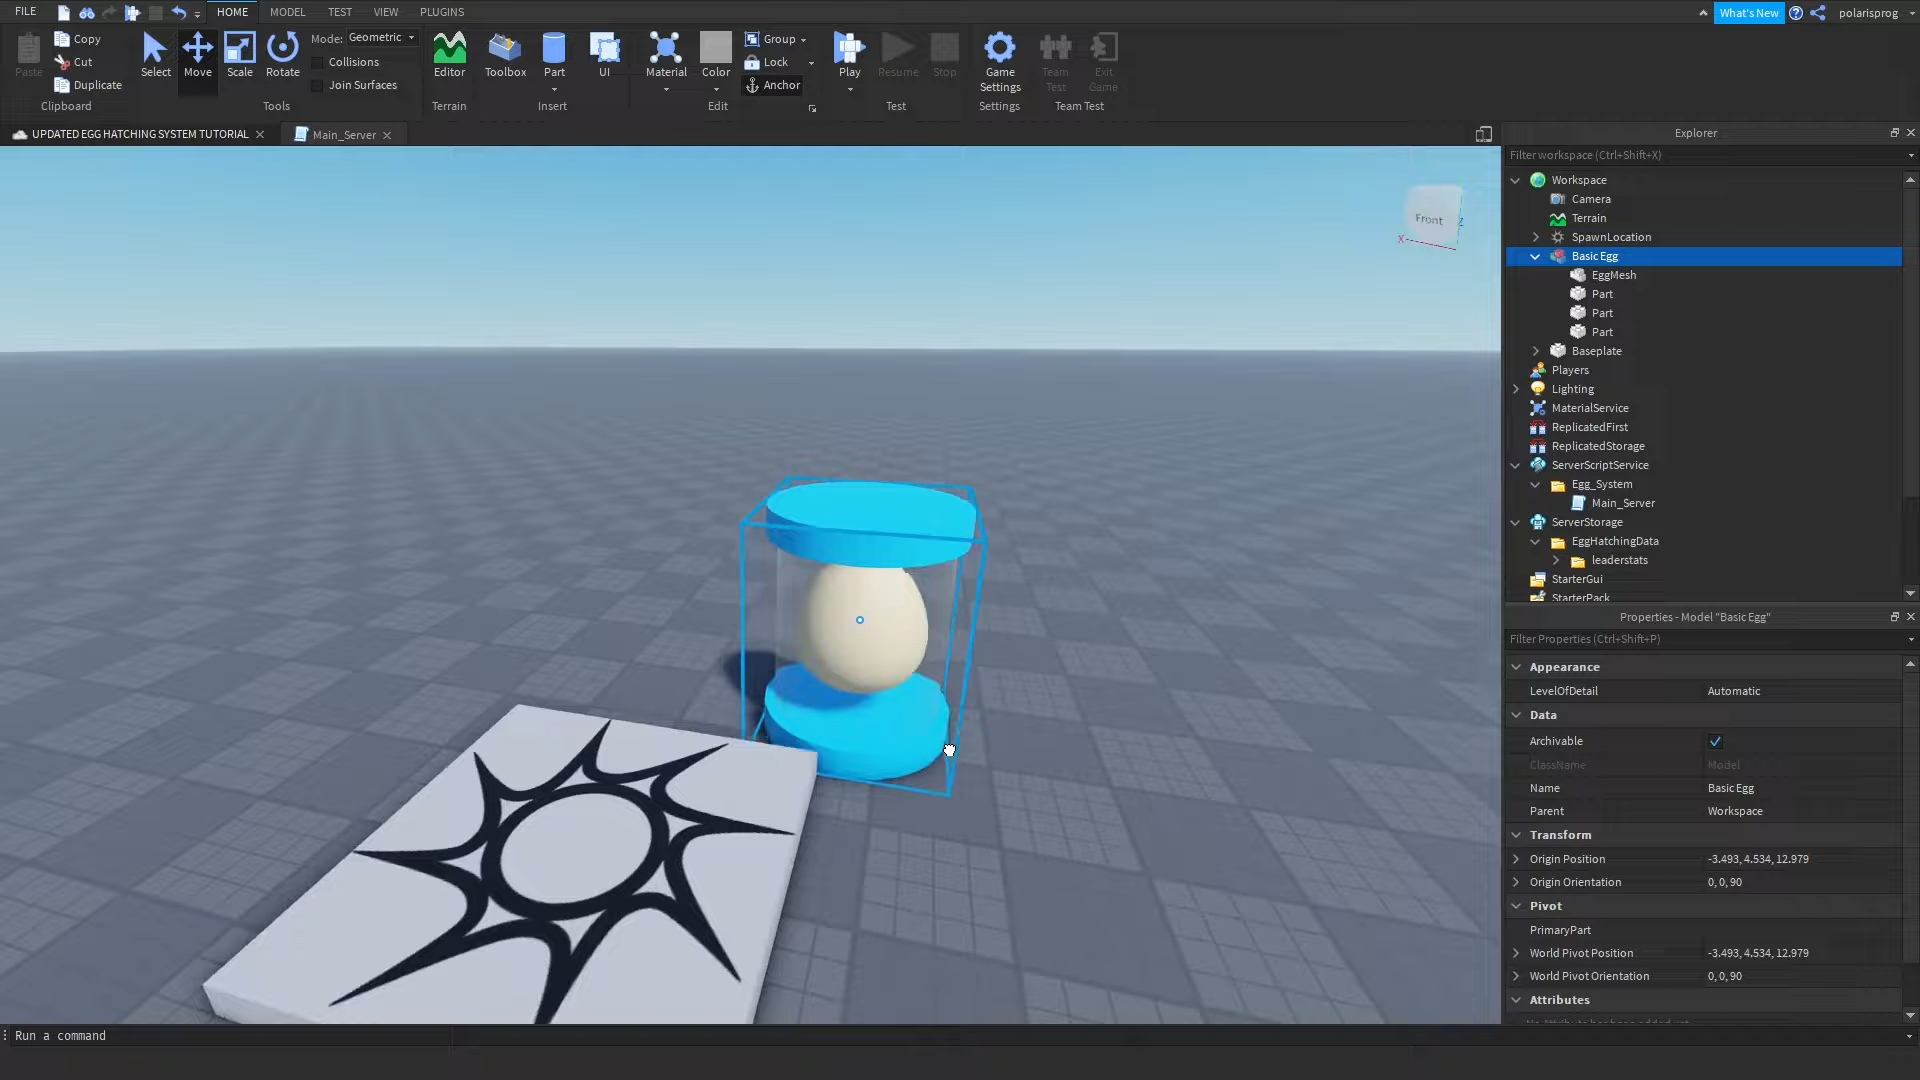 FILE
HOME
MODEL
TEST
VIEW
PLUGINS
What's New
polarisprog
Paste
Copy
Cut
Duplicate
Clipboard
Select
Move
Scale
Rotate
Mode: Geometric
Collisions
Join Surfaces
Tools
Editor
Terrain
Toolbox
Part
UI
Insert
Material
Color
Group
Lock
Anchor
Edit
Play
Resume
Stop
Test
Game Settings
Settings
Team Test
Exit Game
Team Test
UPDATED EGG HATCHING SYSTEM TUTORIAL
Main_Server
Front
X
Z
Explorer
Filter workspace (Ctrl+Shift+X)
Workspace
Camera
Terrain
SpawnLocation
Basic Egg
EggMesh
Part
Part
Part
Baseplate
Players
Lighting
MaterialService
ReplicatedFirst
ReplicatedStorage
ServerScriptService
Egg_System
Main_Server
ServerStorage
EggHatchingData
leaderstats
StarterGui
StarterPack
Properties - Model "Basic Egg"
Filter Properties (Ctrl+Shift+P)
Appearance
LevelOfDetail Automatic
Data
Archivable
ClassName Model
Name Basic Egg
Parent Workspace
Transform
Origin Position -3.493, 4.534, 12.979
Origin Orientation 0, 0, 90
Pivot
PrimaryPart
World Pivot Position -3.493, 4.534, 12.979
World Pivot Orientation 0, 0, 90
Attributes
Run a command